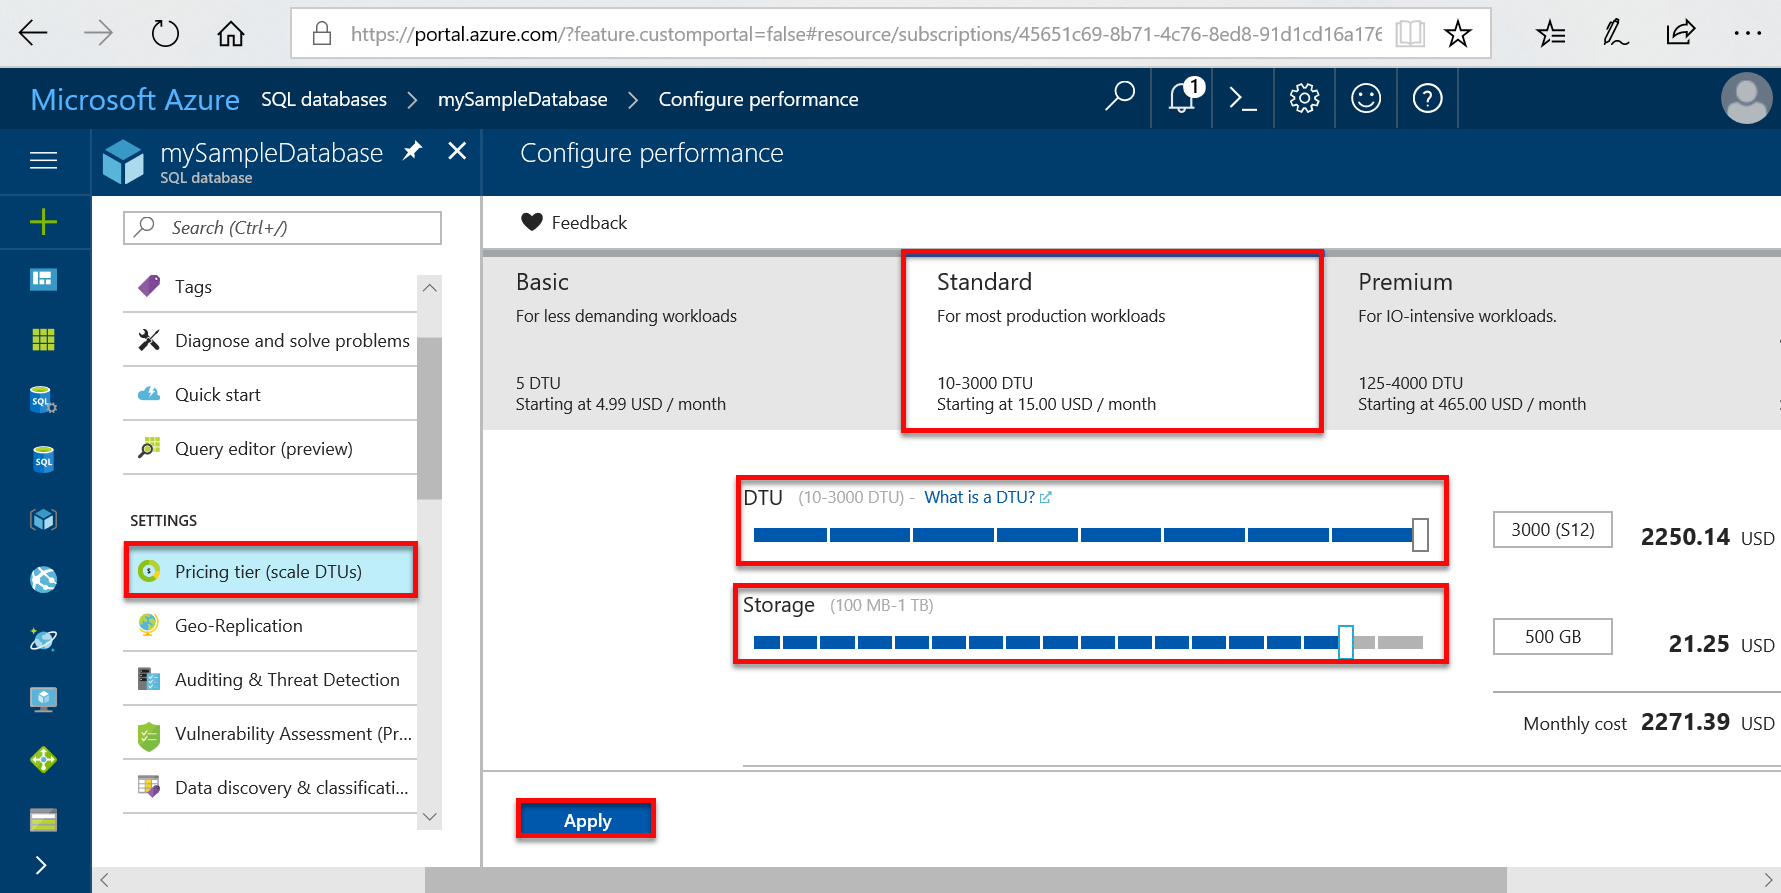 https://portal.azure.com/?feature.customportal=false#resource/subscriptions/45651c69-8b71-4c76-8ed8-91d1cd16a176
Microsoft Azure SQL databases > mySampleDatabase > Configure performance
1
mySampleDatabase
SQL database
Configure performance
Search (Ctrl+/)
Tags
Diagnose and solve problems
Quick start
Query editor (preview)
SETTINGS
Pricing tier (scale DTUs)
Geo-Replication
Auditing & Threat Detection
Vulnerability Assessment (Pr...
Data discovery & classificati...
Feedback
Basic
For less demanding workloads
5 DTU
Starting at 4.99 USD / month
Standard
For most production workloads
10-3000 DTU
Starting at 15.00 USD / month
Premium
For IO-intensive workloads.
125-4000 DTU
Starting at 465.00 USD / month
DTU (10-3000 DTU) - What is a DTU?
3000 (S12) 2250.14 USD
Storage (100 MB-1 TB)
500 GB 21.25 USD
Monthly cost 2271.39 USD
Apply